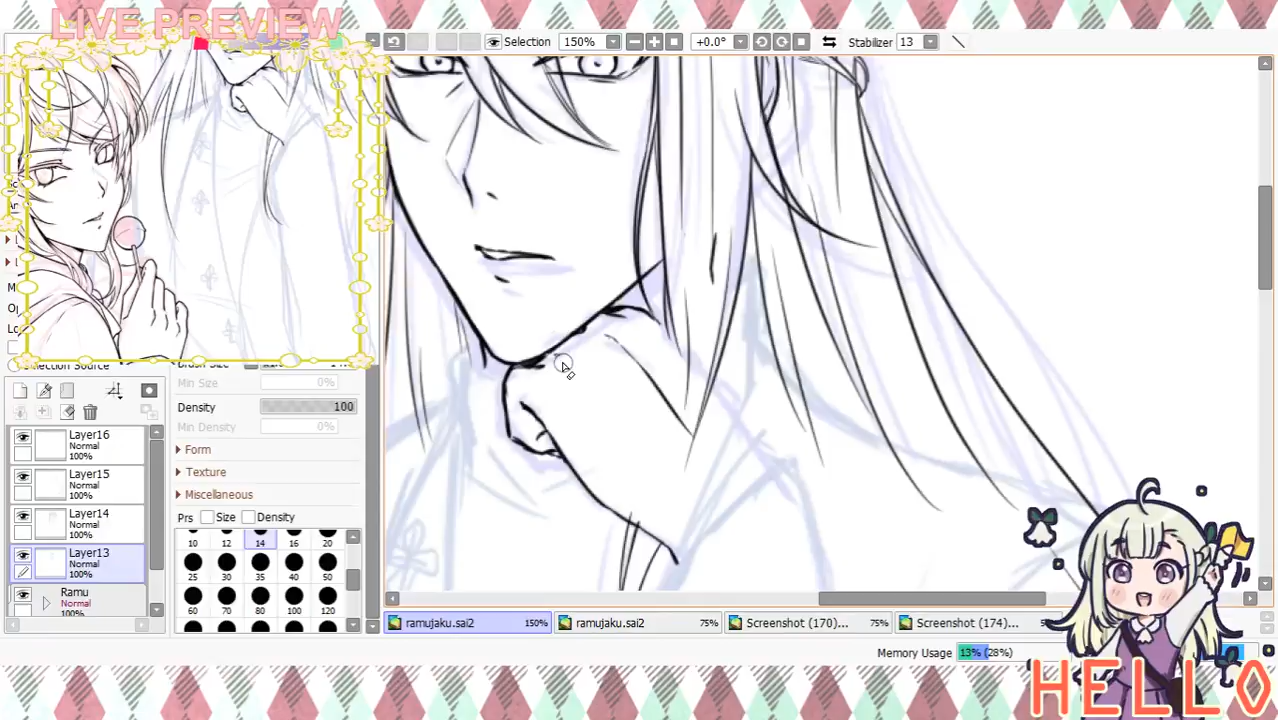 LIVE PREVIEW
Selection 150% +0.0° Stabilizer 13
Min Size 0%
Density 100
Min Density 0%
Form
Texture
Miscellaneous
Prs Size Density
10 12 14 16 20
25 30 35 40 50
60 70 80 100 120
Layer16
Normal
100%
Layer15
Normal
100%
Layer14
Normal
100%
Layer13
Normal
100%
Ramu
Normal
100%
ramujaku.sai2 150%
ramujaku.sai2 75%
Screenshot (170)... 75%
Screenshot (174)...
Memory Usage 13% (28%)
HELLO